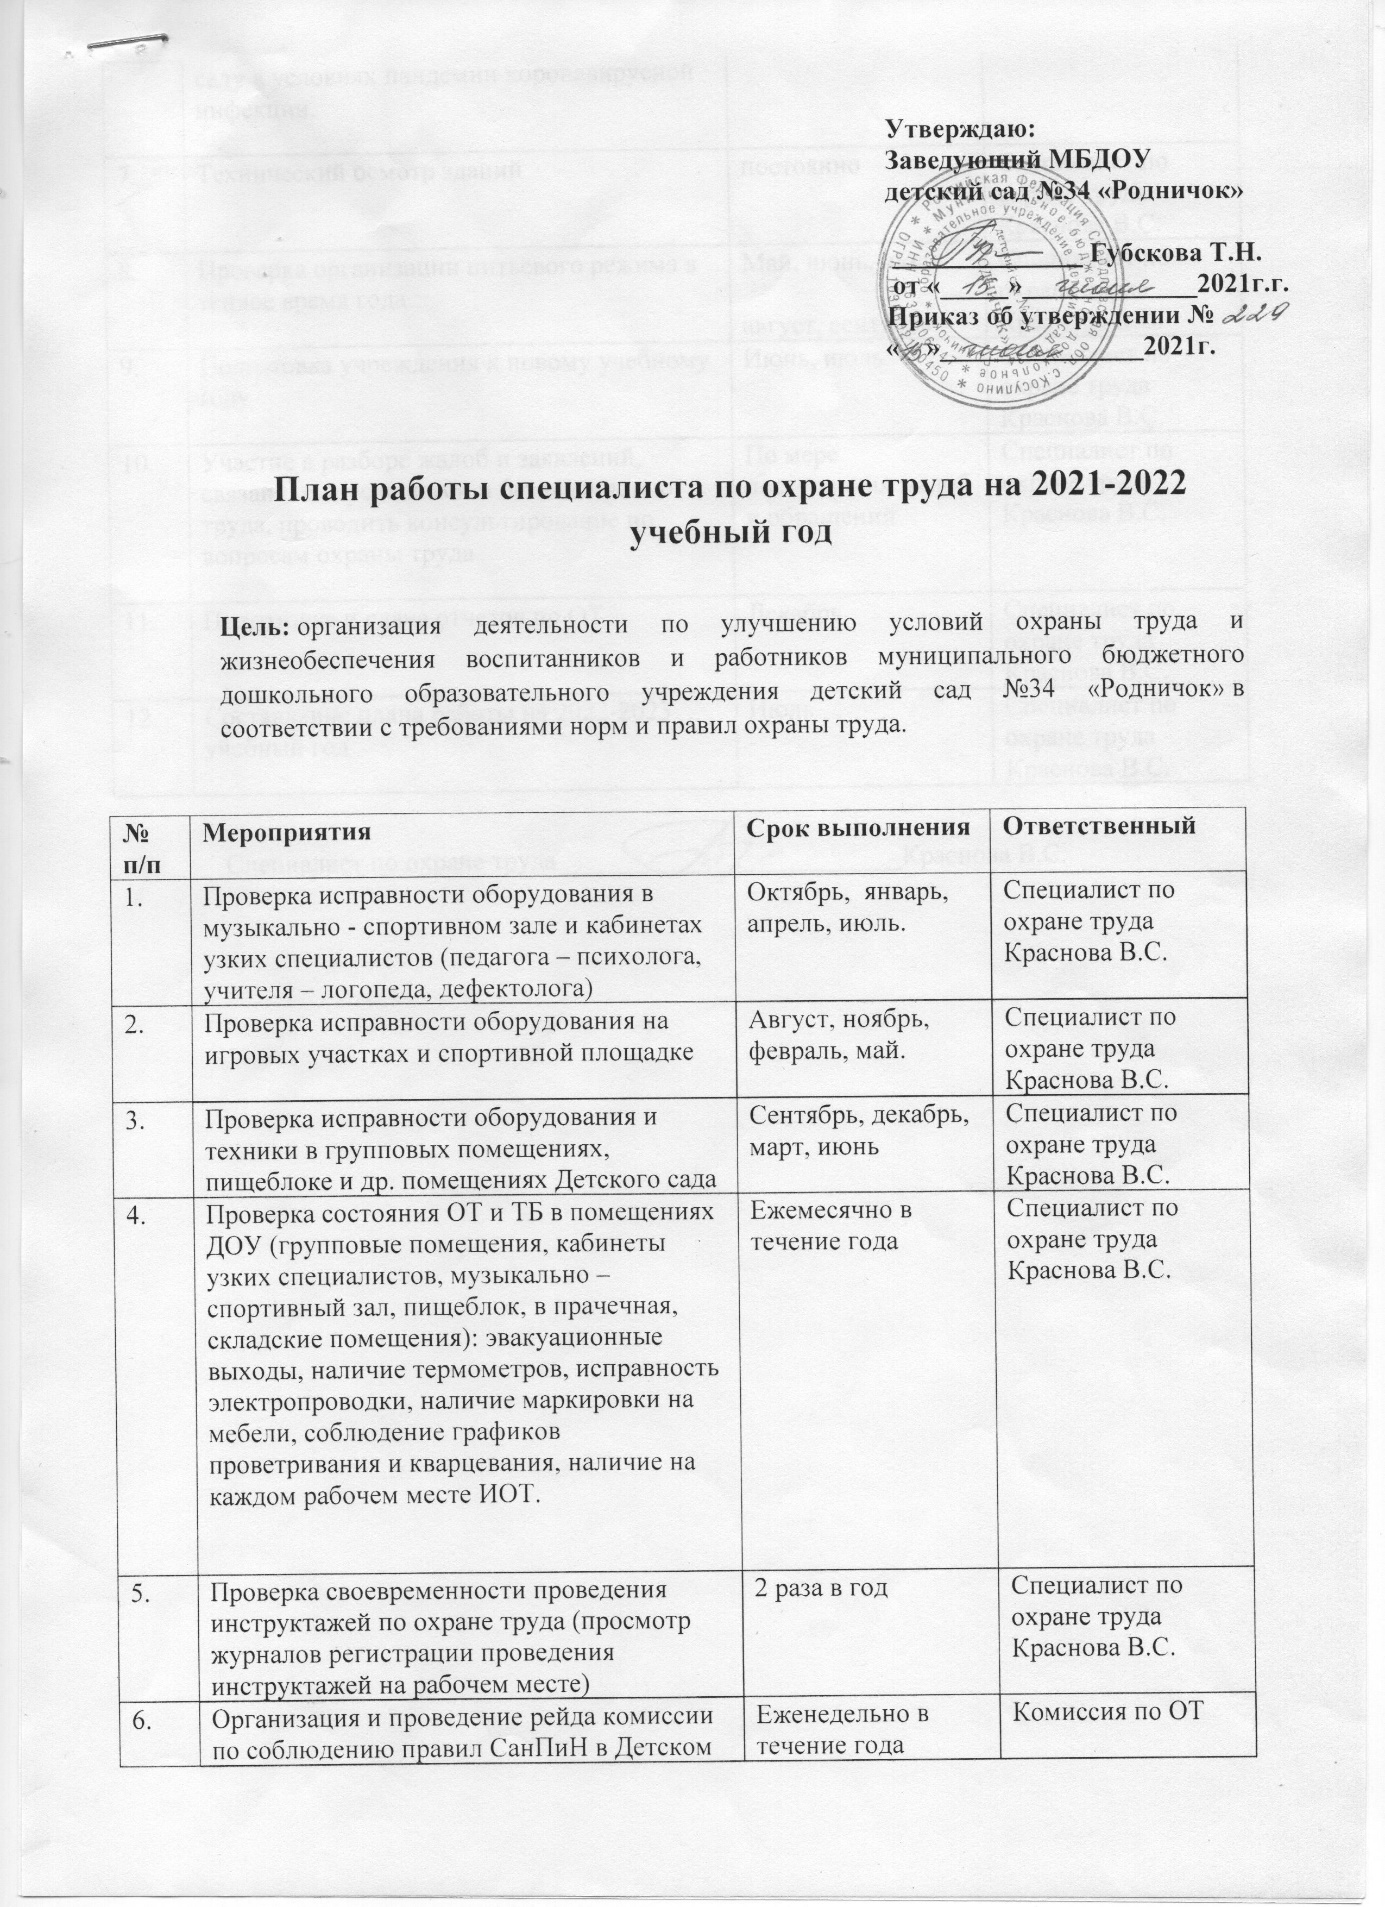 Утверждаю:
Заведующий МБДОУ
детский сад №34 «Родничок»
Губскова Т.Н.
от «15» июня 2021г.г.
Приказ об утверждении № 229
«15» июня 2021г.
План работы специалиста по охране труда на 2021-2022
учебный год
Цель: организация деятельности по улучшению условий охраны труда и
жизнеобеспечения воспитанников и работников муниципального бюджетного
дошкольного образовательного учреждения детский сад №34 «Родничок» в
соответствии с требованиями норм и правил охраны труда.
№
п/п
Мероприятия
Срок выполнения
Ответственный
1.
Проверка исправности оборудования в
музыкально - спортивном зале и кабинетах
узких специалистов (педагога – психолога,
учителя – логопеда, дефектолога)
Октябрь, январь,
апрель, июль.
Специалист по
охране труда
Краснова В.С.
2.
Проверка исправности оборудования на
игровых участках и спортивной площадке
Август, ноябрь,
февраль, май.
Специалист по
охране труда
Краснова В.С.
3.
Проверка исправности оборудования и
техники в групповых помещениях,
пищеблоке и др. помещениях Детского сада
Сентябрь, декабрь,
март, июнь
Специалист по
охране труда
Краснова В.С.
4.
Проверка состояния ОТ и ТБ в помещениях
ДОУ (групповые помещения, кабинеты
узких специалистов, музыкально –
спортивный зал, пищеблок, в прачечная,
складские помещения): эвакуационные
выходы, наличие термометров, исправность
электропроводки, наличие маркировки на
мебели, соблюдение графиков
проветривания и кварцевания, наличие на
каждом рабочем месте ИОТ.
Ежемесячно в
течение года
Специалист по
охране труда
Краснова В.С.
5.
Проверка своевременности проведения
инструктажей по охране труда (просмотр
журналов регистрации проведения
инструктажей на рабочем месте)
2 раза в год
Специалист по
охране труда
Краснова В.С.
6.
Организация и проведение рейда комиссии
по соблюдению правил СанПиН в Детском
Еженедельно в
течение года
Комиссия по ОТ